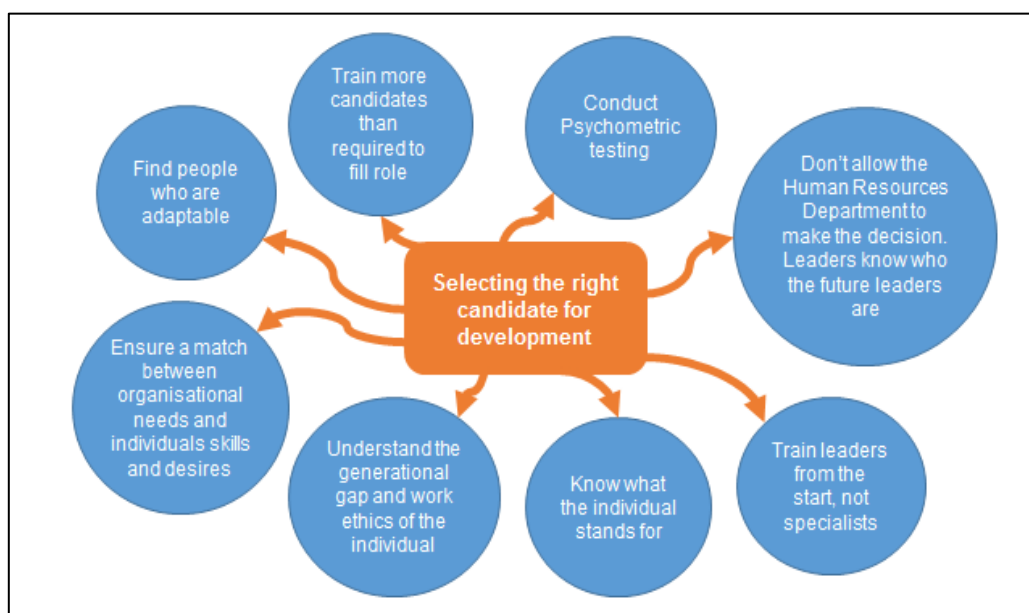 Train more
candidates
than
required to
fill role
Conduct
Psychometric
testing
Find people
who are
adaptable
Don’t allow the
Human Resources
Department to
make the decision.
Leaders know who
the future leaders
are
Selecting the right
candidate for
development
Ensure a match
between
organisational
needs and
individuals skills
and desires
Understand the
generational
gap and work
ethics of the
individual
Know what
the individual
stands for
Train leaders
from the
start, not
specialists